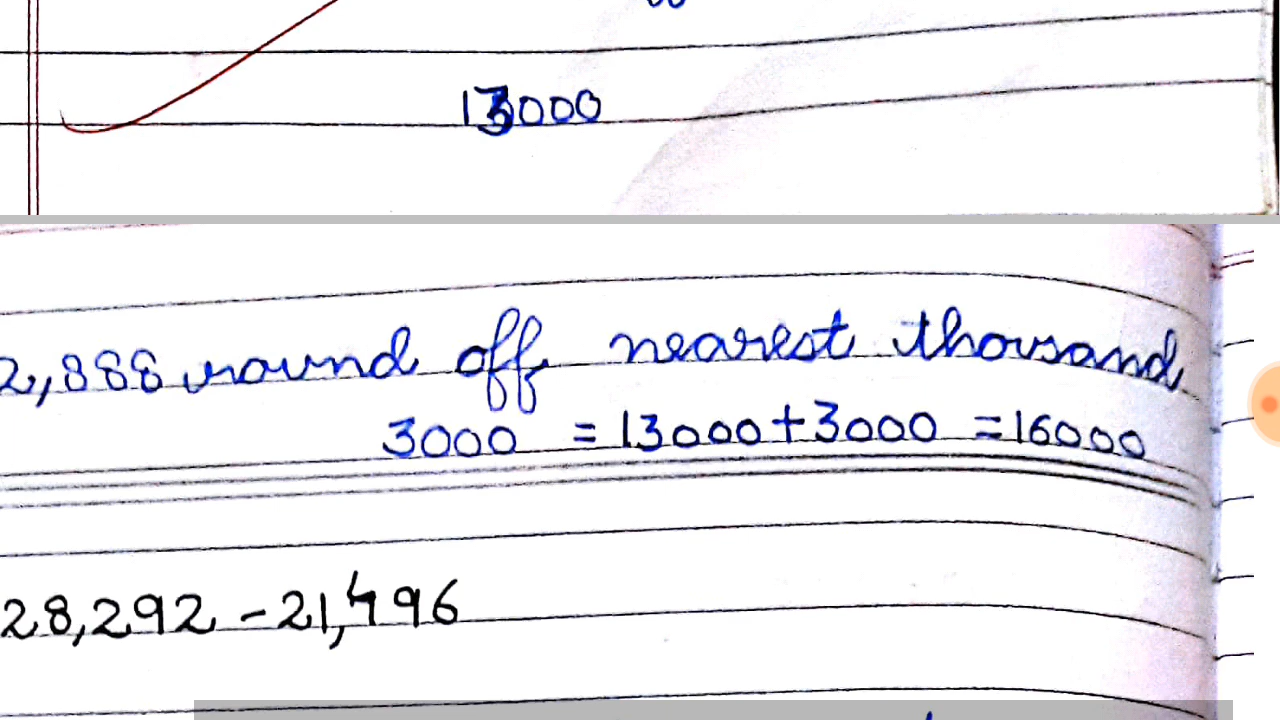 13000
2,888 round off nearest thousand
3000 = 13000+3000 =16000
28,292 - 21,496